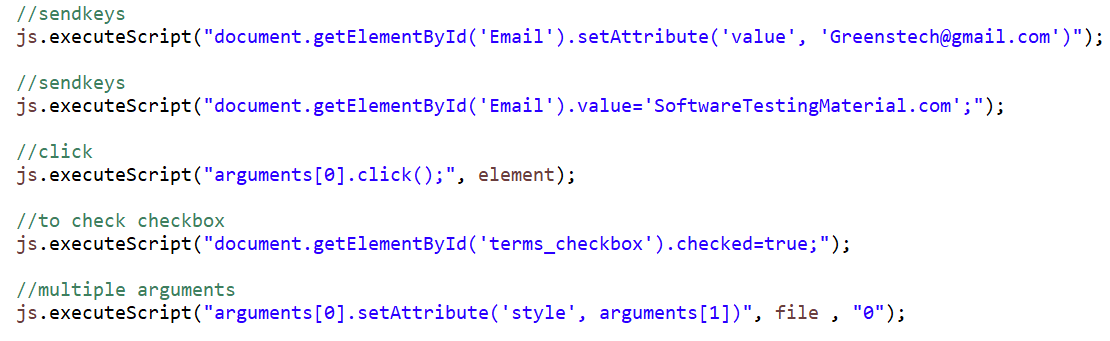 //sendkeys
js.executeScript("document.getElementById('Email').setAttribute('value', 'Greenstech@gmail.com')");
//sendkeys
js.executeScript("document.getElementById('Email').value='SoftwareTestingMaterial.com';");
//click
js.executeScript("arguments[0].click();", element);
//to check checkbox
js.executeScript("document.getElementById('terms_checkbox').checked=true;");
//multiple arguments
js.executeScript("arguments[0].setAttribute('style', arguments[1])", file , "0");